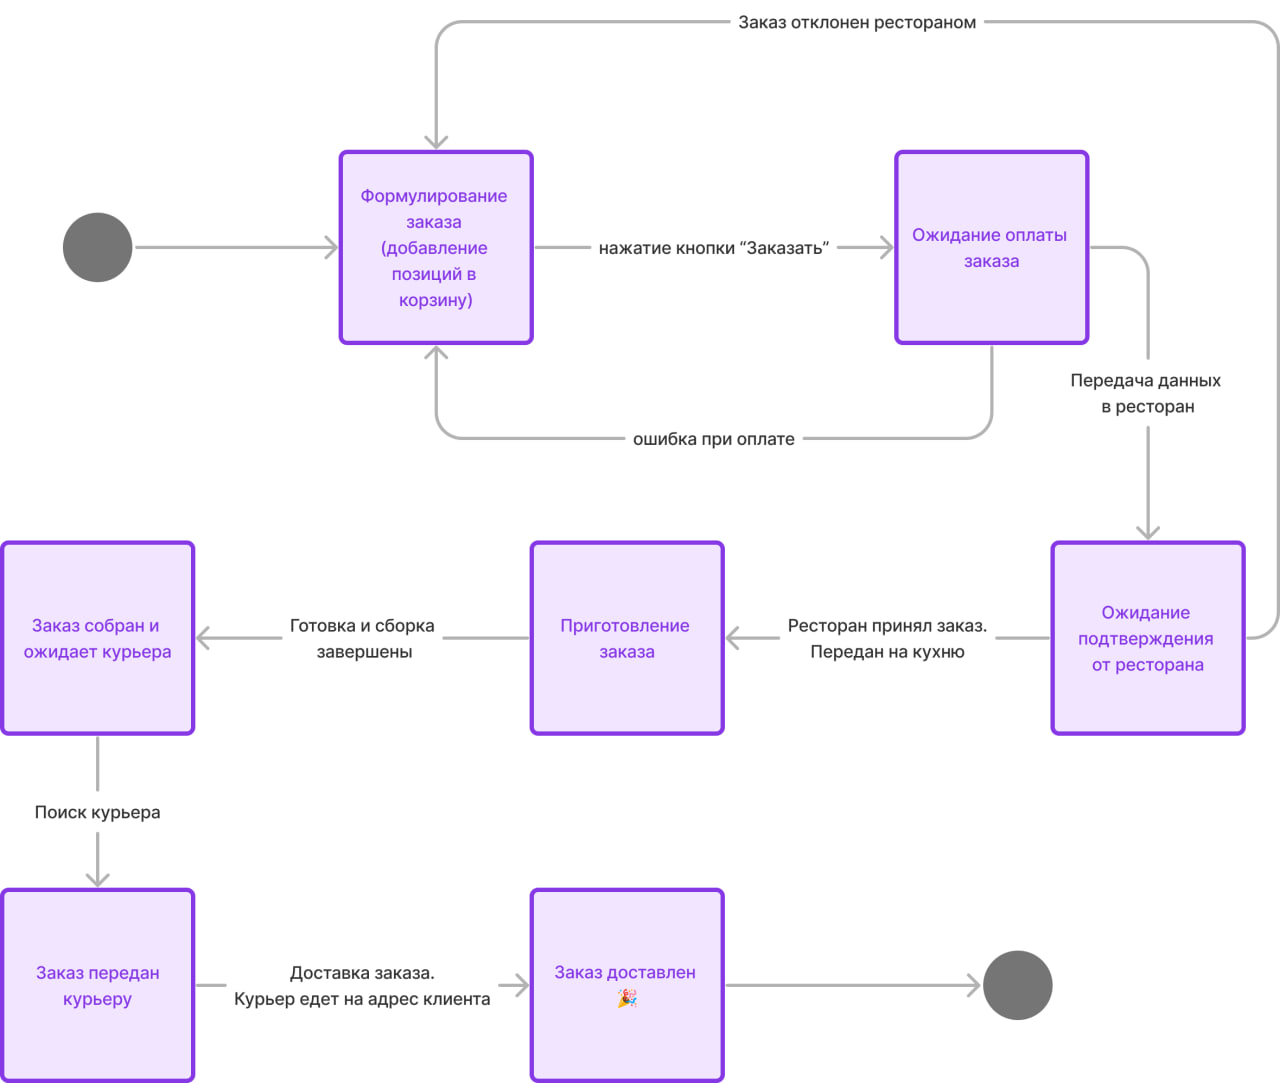 Заказ отклонен рестораном
Формулирование
заказа
(добавление
позиций в
корзину)
нажатие кнопки “Заказать”
Ожидание оплаты
заказа
Передача данных
в ресторан
ошибка при оплате
Заказ собран и
ожидает курьера
Готовка и сборка
завершены
Приготовление
заказа
Ресторан принял заказ.
Передан на кухню
Ожидание
подтверждения
от ресторана
Поиск курьера
Заказ передан
курьеру
Доставка заказа.
Курьер едет на адрес клиента
Заказ доставлен
🎉